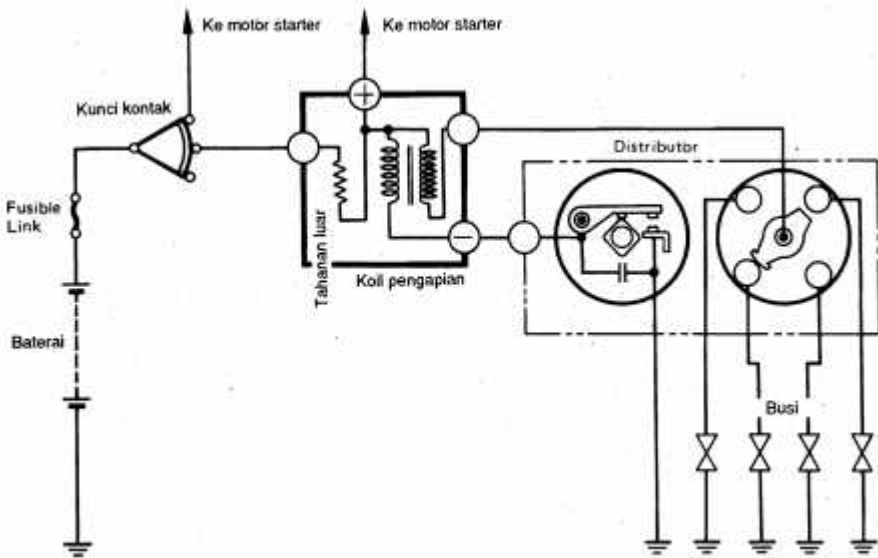 Ke motor starter
Ke motor starter
Kunci kontak
+
Distributor
Fusible
Link
Tahanan luar
−
Koil pengapian
Baterai
Busi